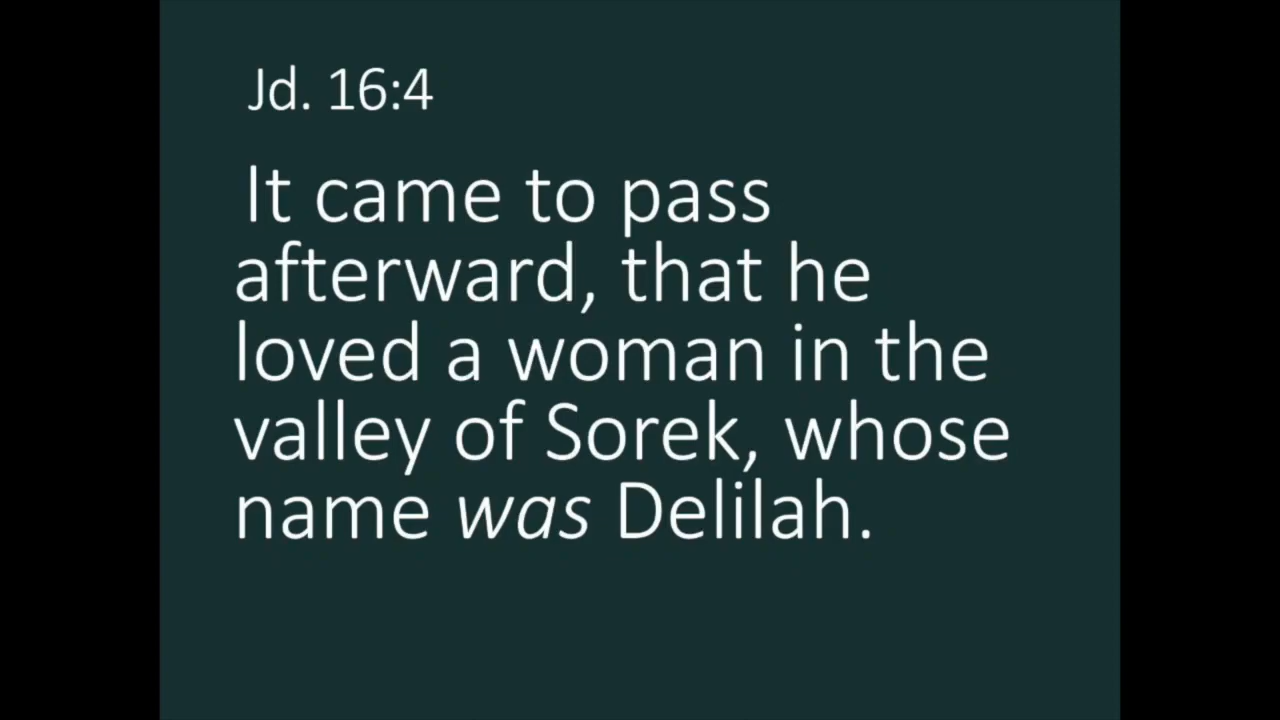 Jd. 16:4
It came to pass
afterward, that he
loved a woman in the
valley of Sorek, whose
name was Delilah.